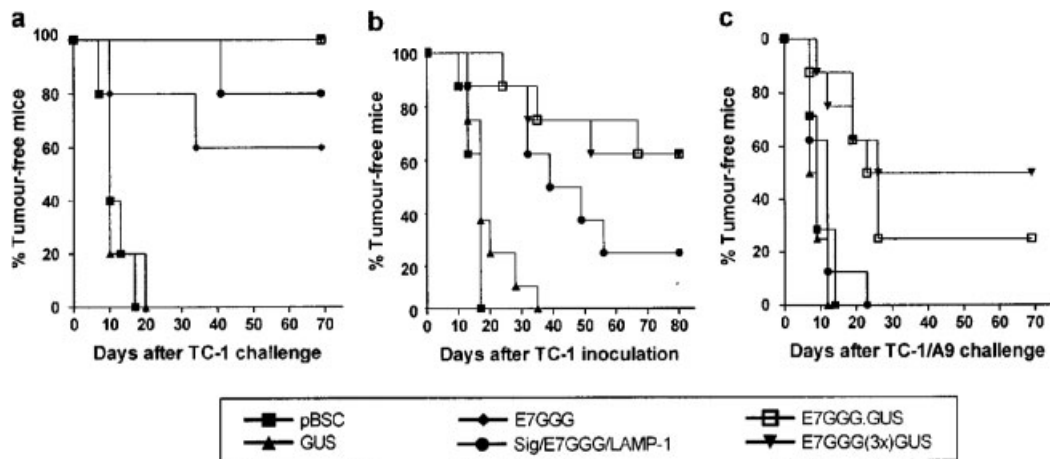 a
b
c
% Tumour-free mice
100
80
60
40
20
0
0 10 20 30 40 50 60 70
Days after TC-1 challenge
% Tumour-free mice
100
80
60
40
20
0
0 10 20 30 40 50 60 70 80
Days after TC-1 inoculation
% Tumour-free mice
0
80
60
40
20
0
0 10 20 30 40 50 60 70
Days after TC-1/A9 challenge
pBSC
E7GGG
E7GGG.GUS
GUS
Sig/E7GGG/LAMP-1
E7GGG(3x)GUS